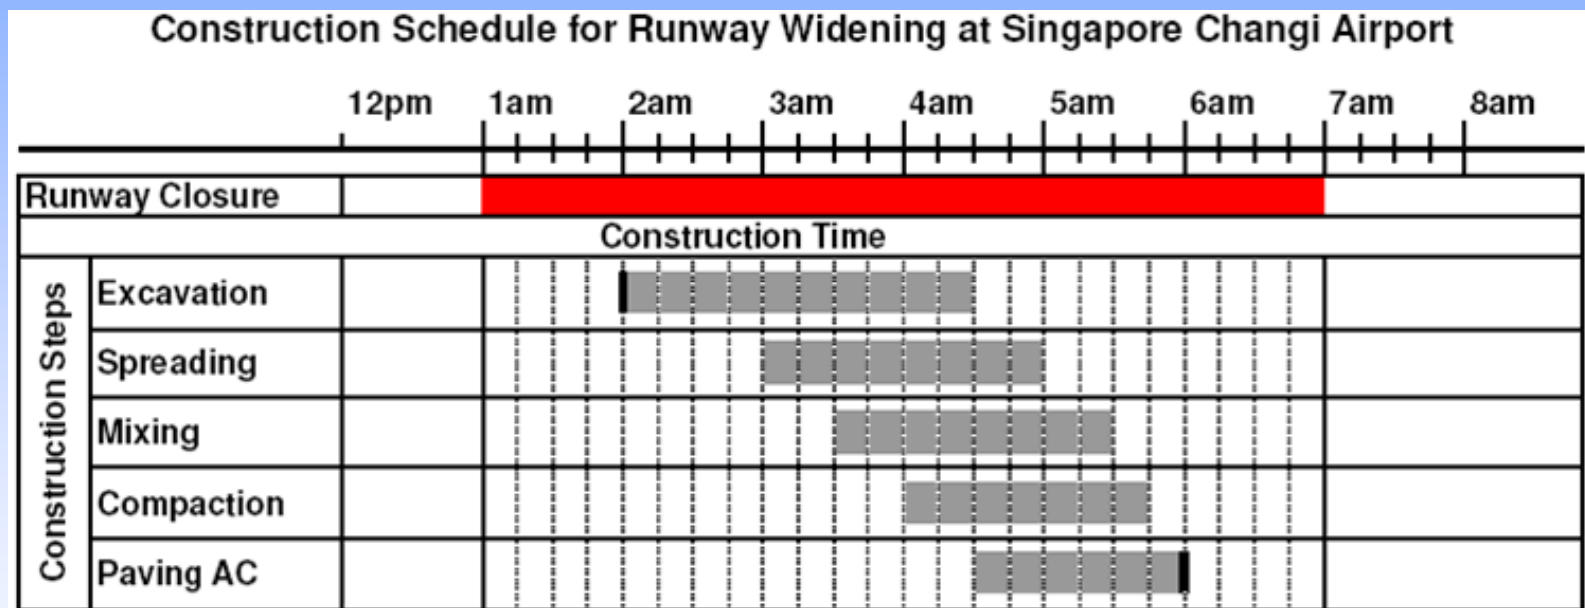 Construction Schedule for Runway Widening at Singapore Changi Airport
12pm 1am 2am 3am 4am 5am 6am 7am 8am
Runway Closure
Construction Time
Construction Steps
Excavation
Spreading
Mixing
Compaction
Paving AC